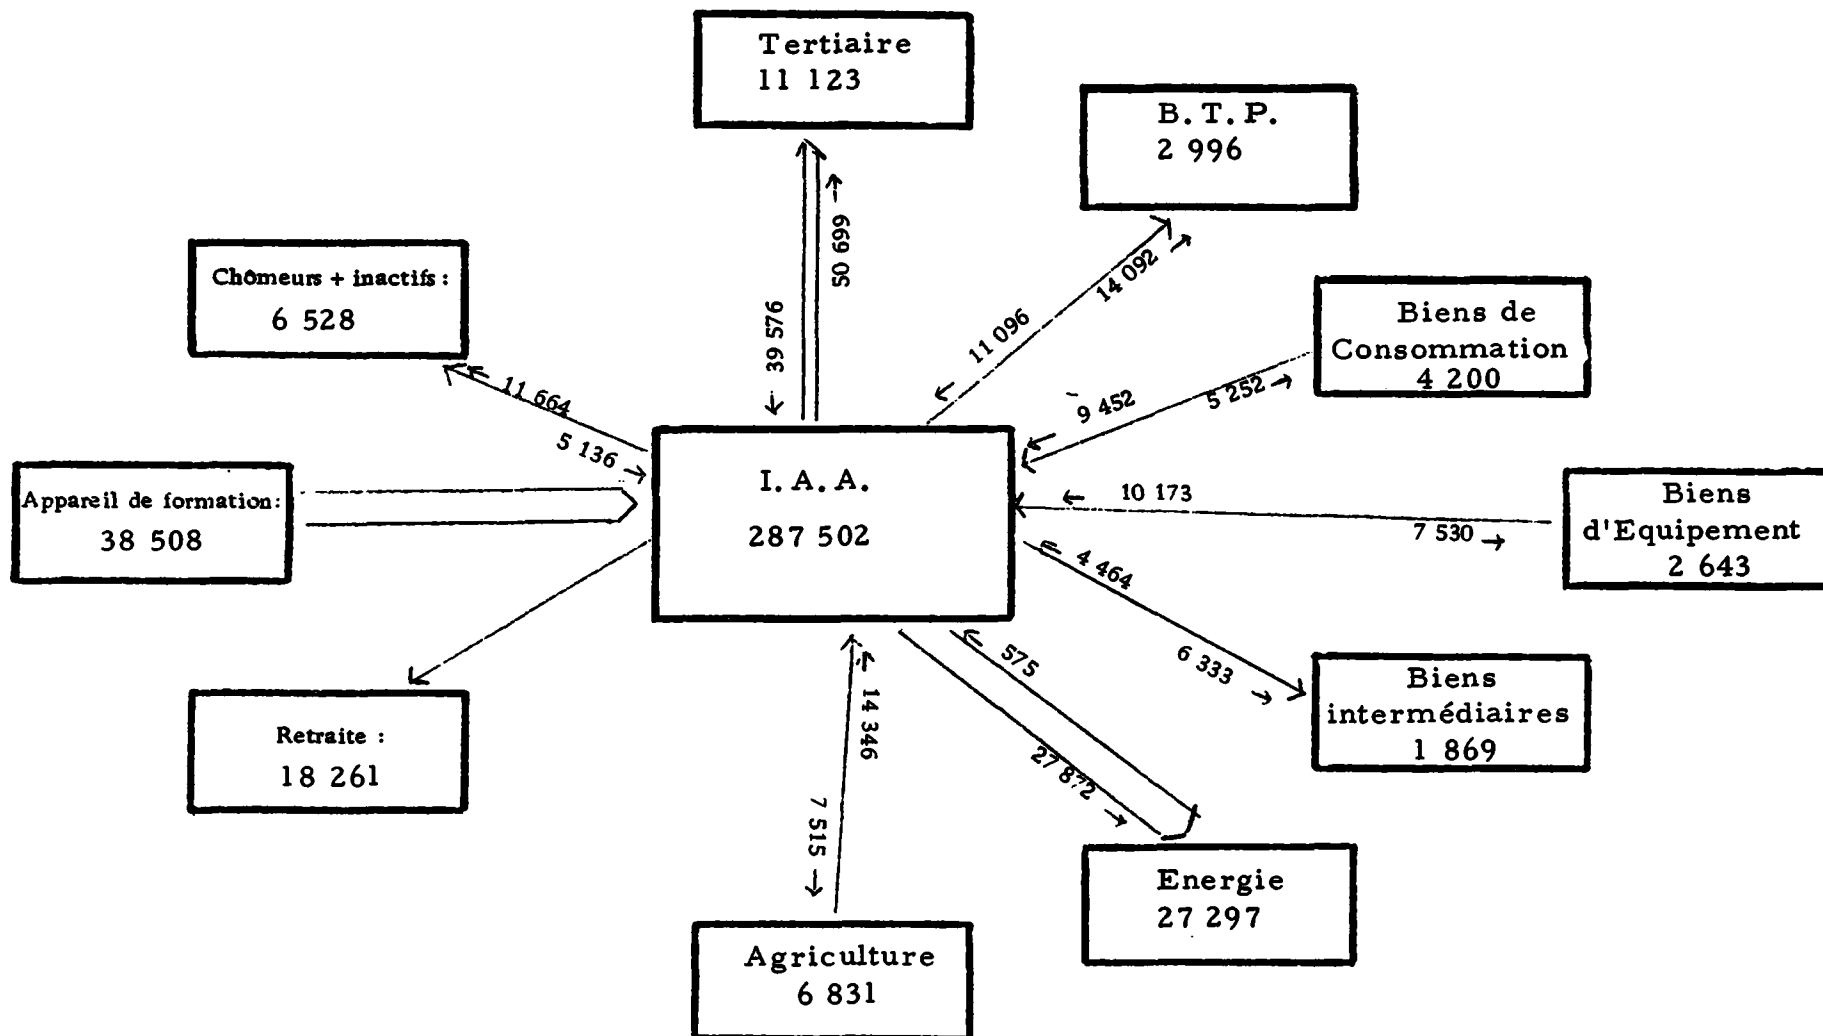 Tertiaire
11 123
B. T. P.
2 996
50 699
39 576
14 092
11 096
Chômeurs + inactifs :
6 528
Biens de
Consommation
4 200
11 664
5 136
9 452
5 252
I. A. A.
287 502
Appareil de formation:
38 508
10 173
7 530
Biens
d'Equipement
2 643
4 464
6 333
Biens
intermédiaires
1 869
Retraite :
18 261
575
27 872
14 346
7 515
Energie
27 297
Agriculture
6 831